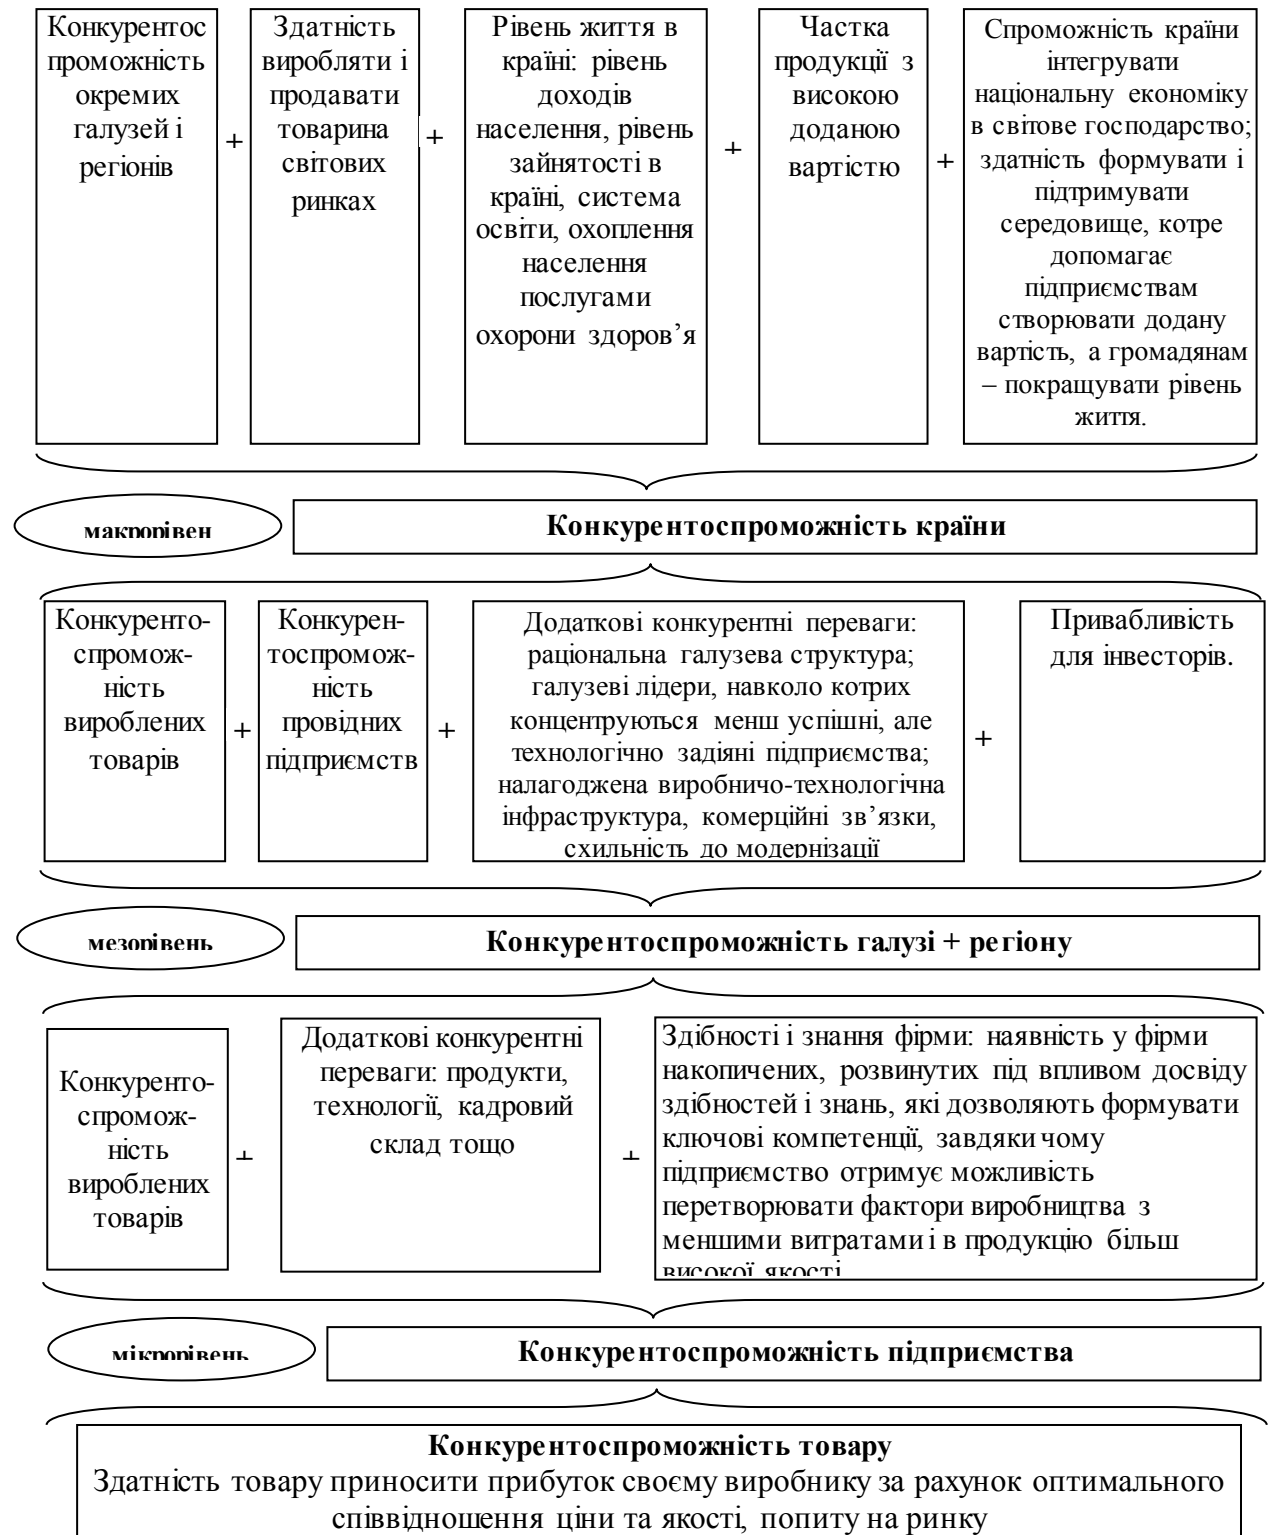 Конкурентос
проможність
окремих
галузей і
регіонів
+
Здатність
виробляти і
продавати
товарина
світових
ринках
+
Рівень життя в
країні: рівень
доходів
населення, рівень
зайнятості в
країні, система
освіти, охоплення
населення
послугами
охорони здоров’я
+
Частка
продукції з
високою
доданою
вартістю
+
Спроможність країни
інтегрувати
національну економіку
в світове господарство;
здатність формувати і
підтримувати
середовище, котре
допомагає
підприємствам
створювати додану
вартість, а громадянам
– покращувати рівень
життя.
макрорівен
Конкурентоспроможність країни
Конкуренто-
спромож-
ність
вироблених
товарів
+
Конкурен-
тоспромож-
ність
провідних
підприємств
+
Додаткові конкурентні переваги:
раціональна галузева структура;
галузеві лідери, навколо котрих
концентруються менш успішні, але
технологічно задіяні підприємства;
налагоджена виробничо-технологічна
інфраструктура, комерційні зв’язки,
схильність до модернізації
+
Привабливість
для інвесторів.
мезорівень
Конкурентоспроможність галузі + регіону
Конкуренто-
спромож-
ність
вироблених
товарів
+
Додаткові конкурентні
переваги: продукти,
технології, кадровий
склад тощо
+
Здібності і знання фірми: наявність у фірми
накопичених, розвинутих під впливом досвіду
здібностей і знань, які дозволяють формувати
ключові компетенції, завдяки чому
підприємство отримує можливість
перетворювати фактори виробництва з
меншими витратами і в продукцію більш
високої якості
мікрорівень
Конкурентоспроможність підприємства
Конкурентоспроможність товару
Здатність товару приносити прибуток своєму виробнику за рахунок оптимального
співвідношення ціни та якості, попиту на ринку